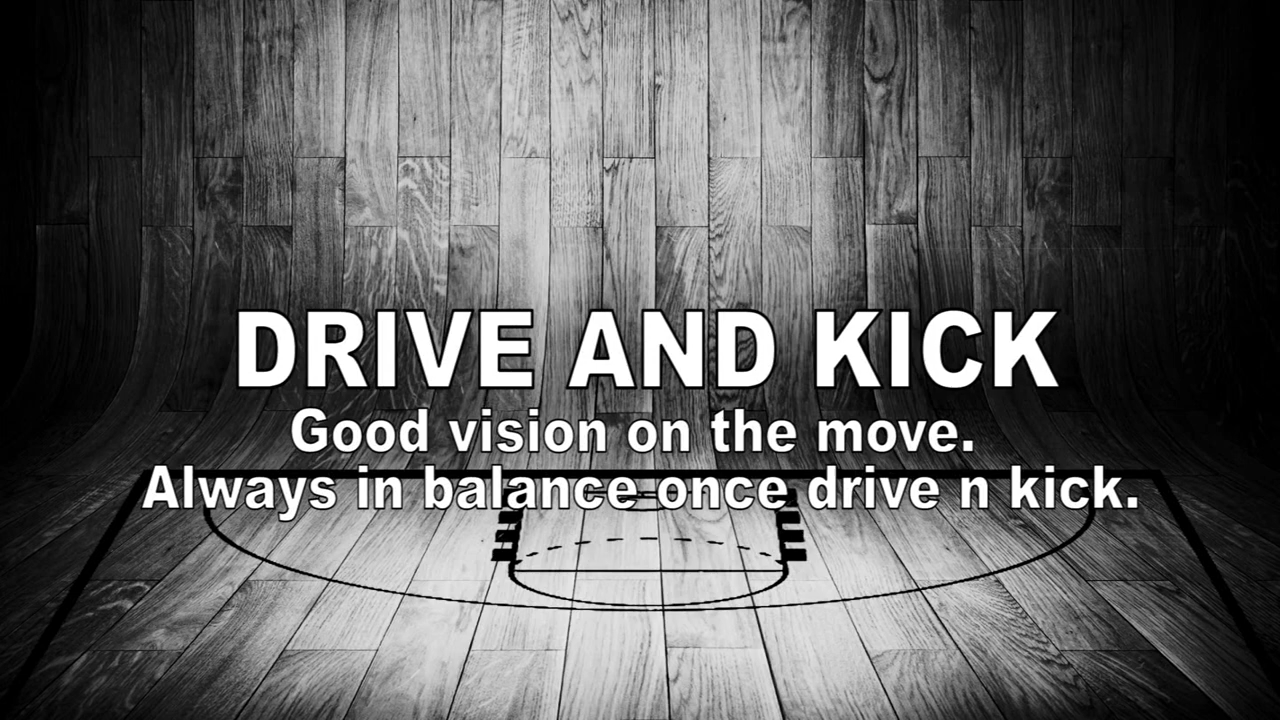 DRIVE AND KICK
Good vision on the move.
Always in balance once drive n kick.